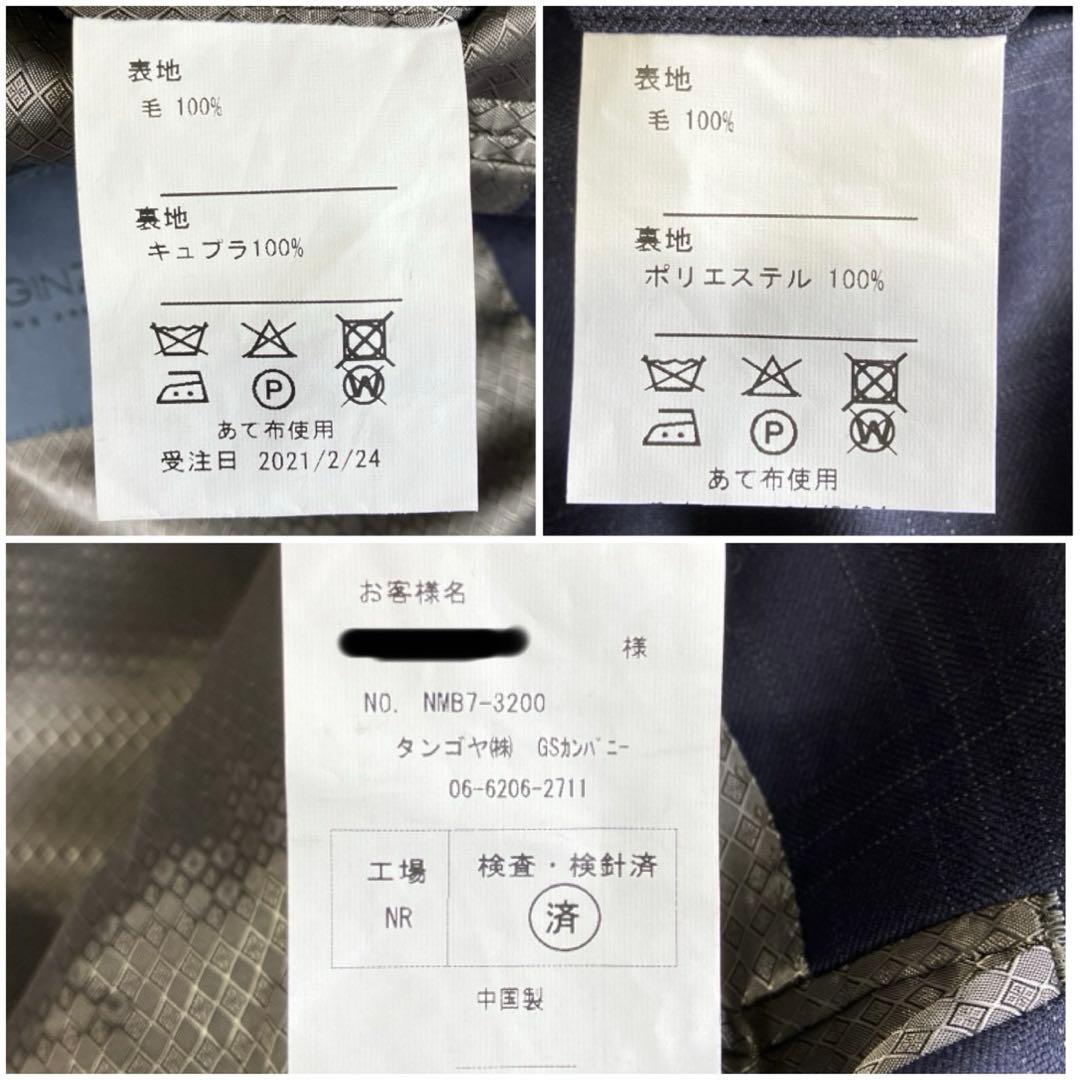 表地
毛 100%
裏地
キュプラ100%
P
W
あて布使用
受注日 2021/2/24
GINZ
表地
毛 100%
裏地
ポリエステル 100%
P
W
あて布使用
お客様名
様
NO. NMB7-3200
タンゴヤ㈱ GSカンパニー
06-6206-2711
工場
検査・検針済
NR
済
中国製